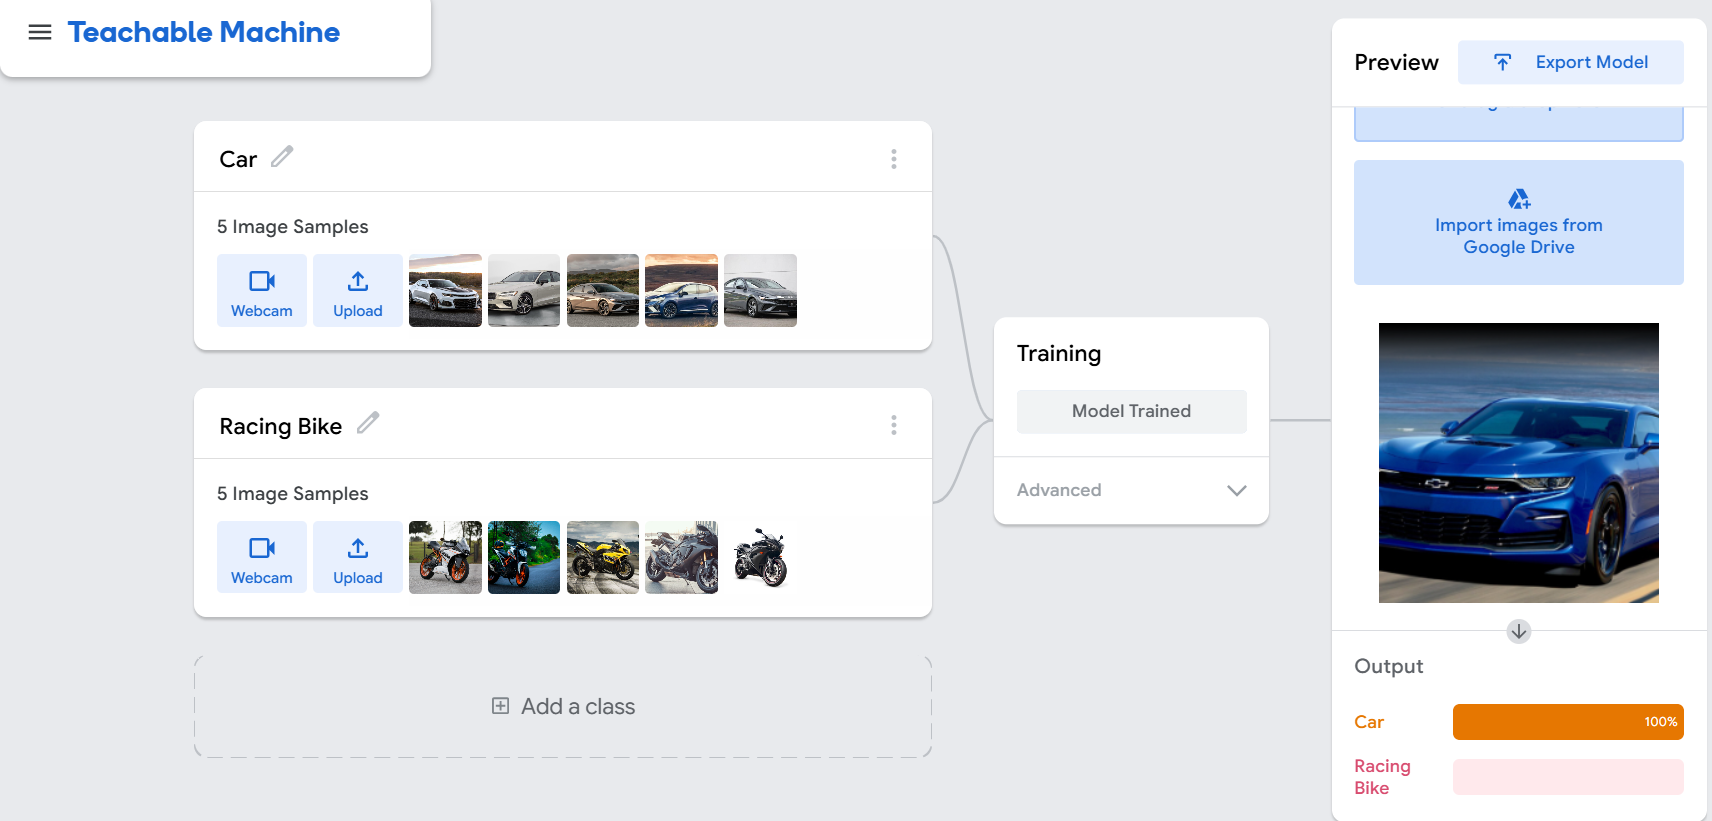 Teachable Machine
Preview
Export Model
Car
5 Image Samples
Webcam
Upload
Racing Bike
5 Image Samples
Webcam
Upload
Add a class
Training
Model Trained
Advanced
Import images from
Google Drive
Output
Car
100%
Racing
Bike